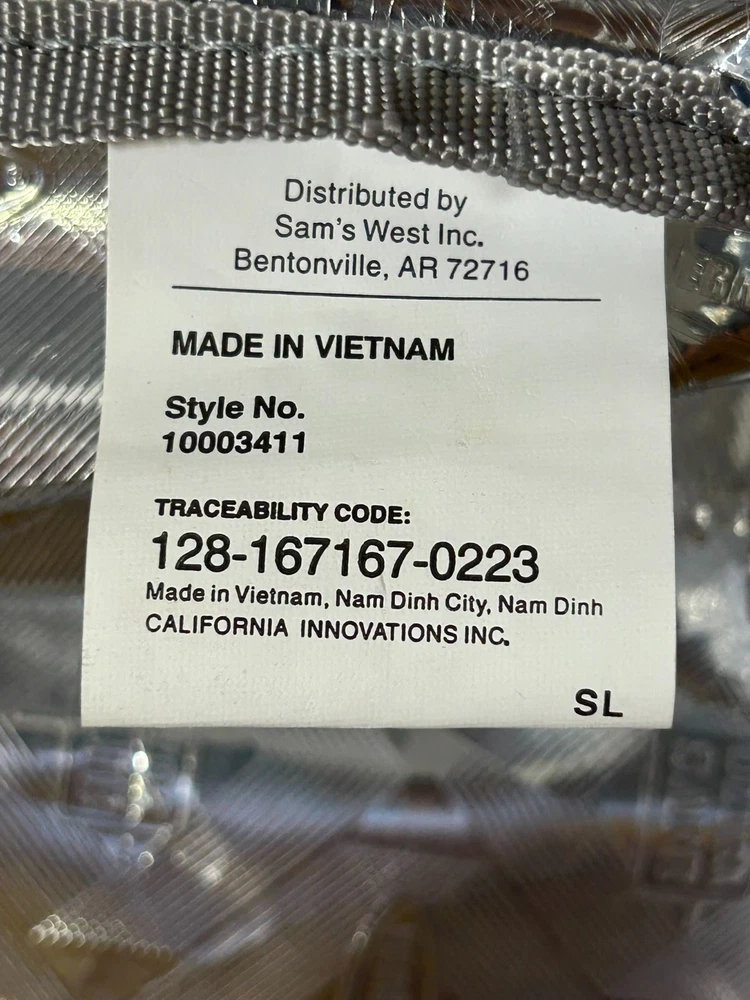 Distributed by
Sam's West Inc.
Bentonville, AR 72716
MADE IN VIETNAM
Style No.
10003411
TRACEABILITY CODE:
128-167167-0223
Made in Vietnam, Nam Dinh City, Nam Dinh
CALIFORNIA INNOVATIONS INC.
SL